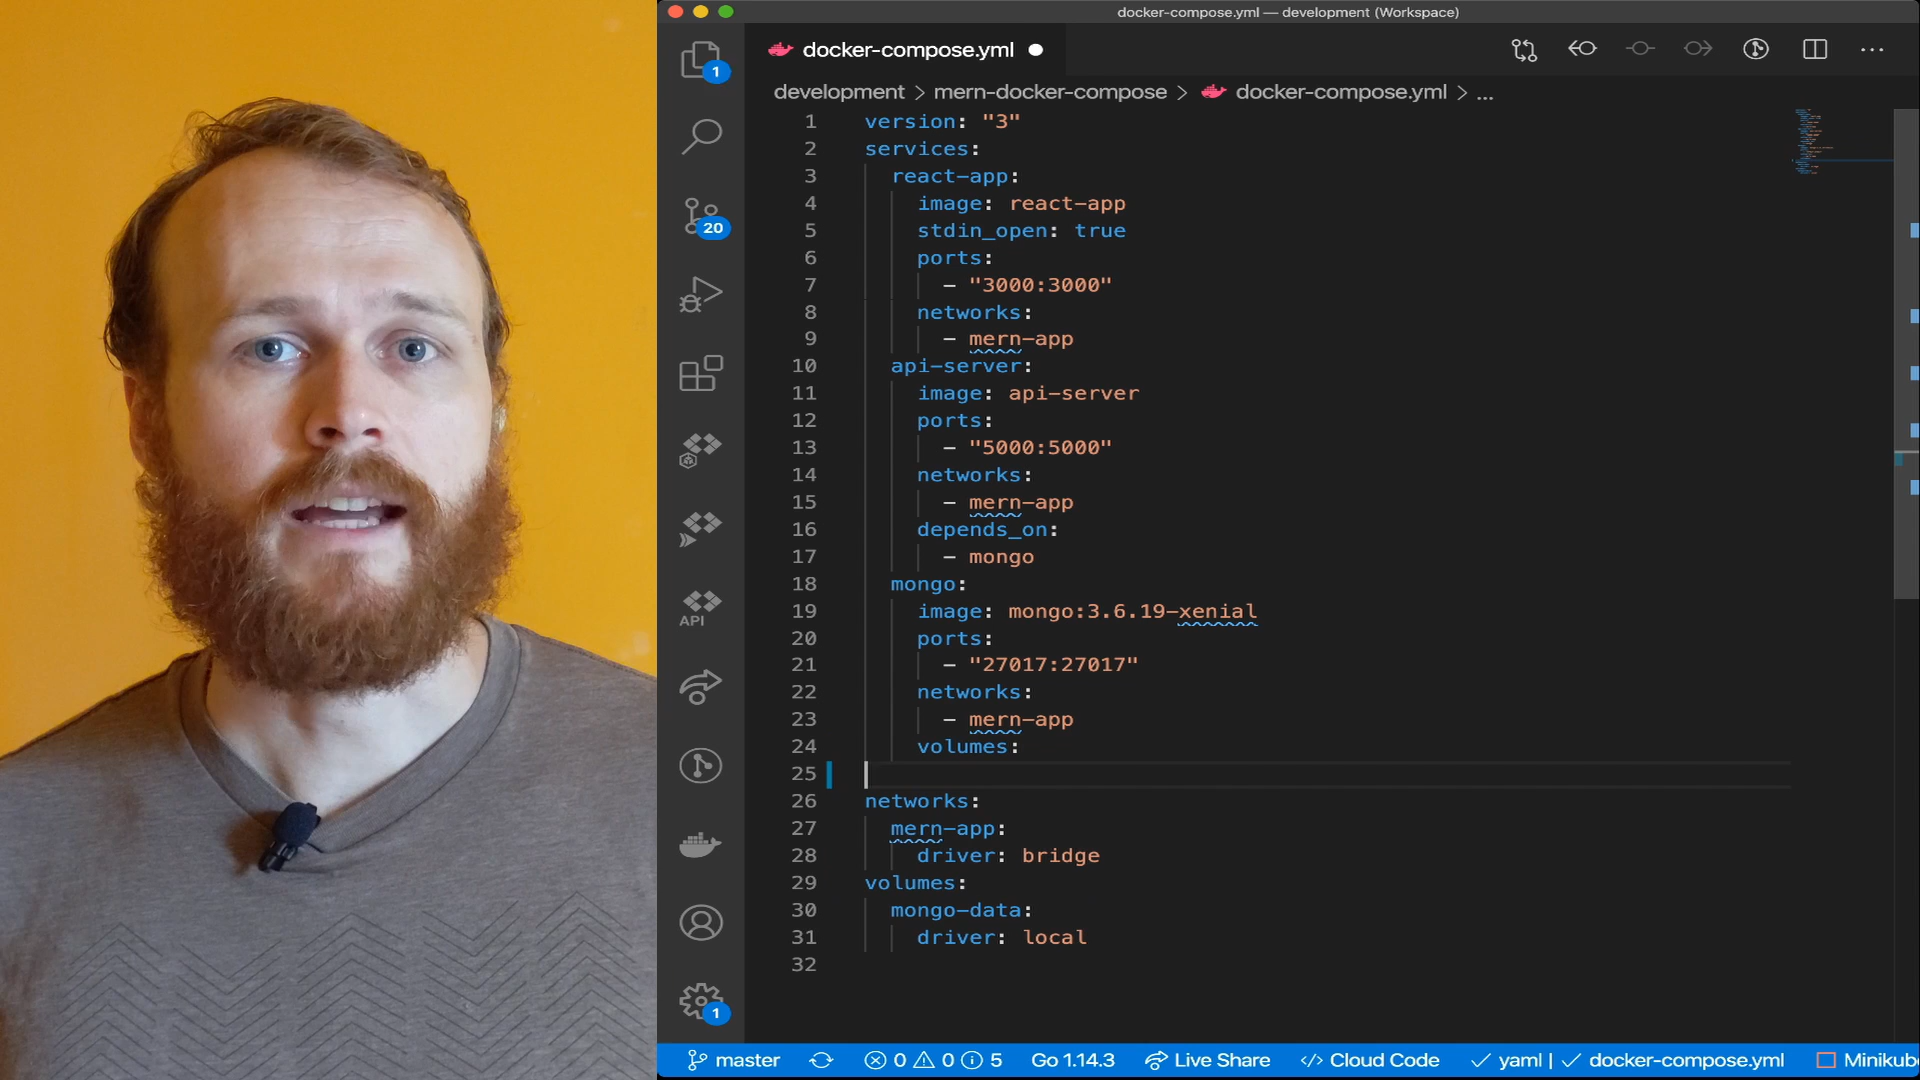 docker-compose.yml — development (Workspace)
docker-compose.yml
development > mern-docker-compose > docker-compose.yml > ...
1 version: "3"
2 services:
3 react-app:
4 image: react-app
5 stdin_open: true
6 ports:
7 - "3000:3000"
8 networks:
9 - mern-app
10 api-server:
11 image: api-server
12 ports:
13 - "5000:5000"
14 networks:
15 - mern-app
16 depends_on:
17 - mongo
18 mongo:
19 image: mongo:3.6.19-xenial
20 ports:
21 - "27017:27017"
22 networks:
23 - mern-app
24 volumes:
25
26 networks:
27 mern-app:
28 driver: bridge
29 volumes:
30 mongo-data:
31 driver: local
32
1
20
API
1
master 0 0 5 Go 1.14.3 Live Share Cloud Code yaml | docker-compose.yml Minikub